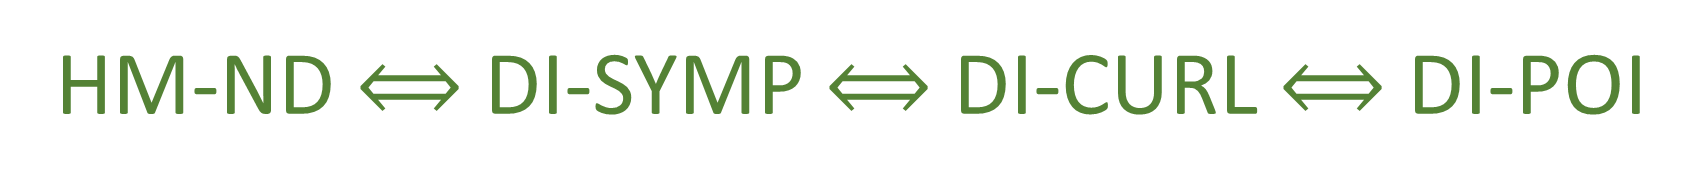 HM-ND ⟺ DI-SYMP ⟺ DI-CURL ⟺ DI-POI